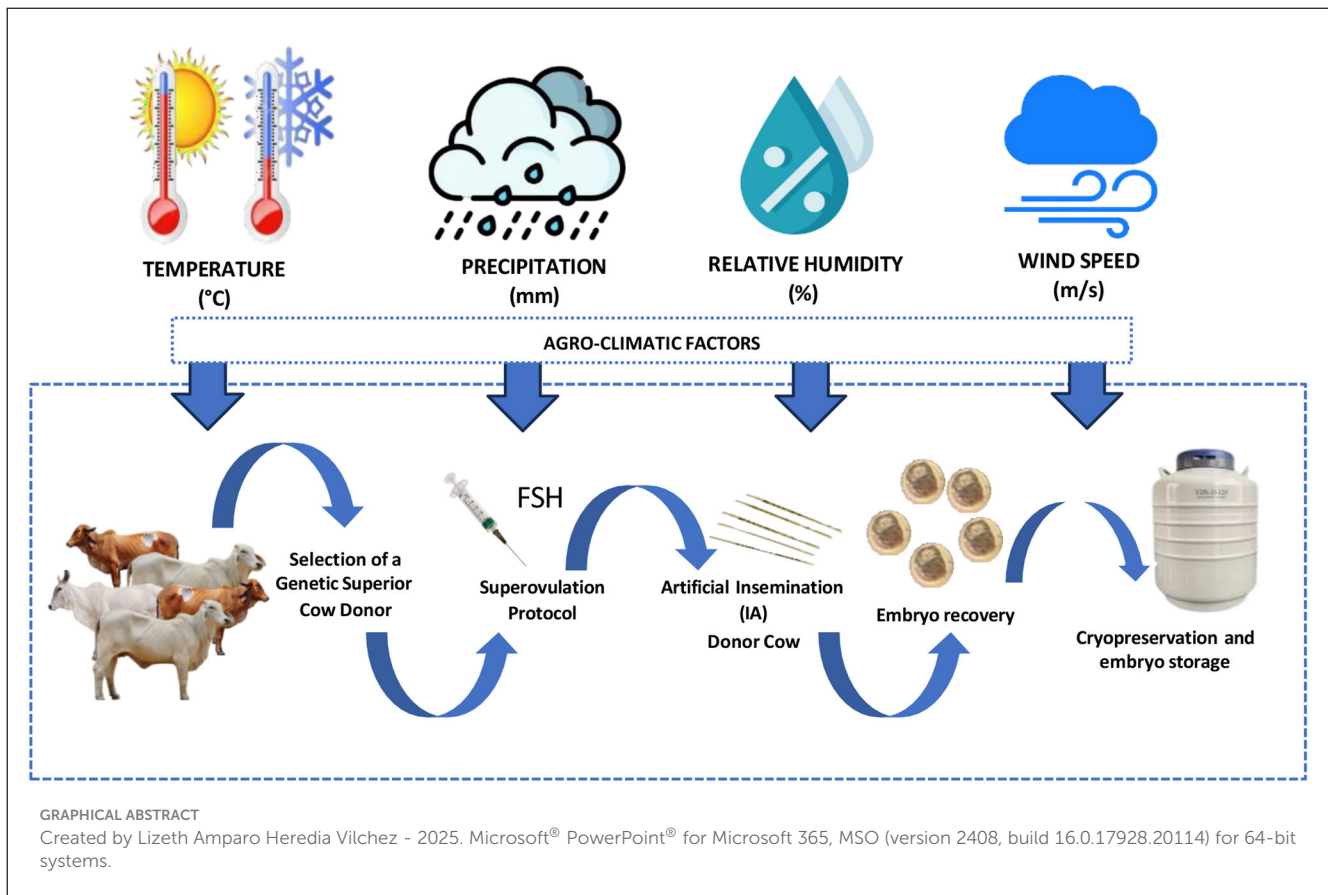 TEMPERATURE
(°C)
PRECIPITATION
(mm)
RELATIVE HUMIDITY
(%)
WIND SPEED
(m/s)
AGRO-CLIMATIC FACTORS
Selection of a
Genetic Superior
Cow Donor
FSH
Superovulation
Protocol
Artificial Insemination
(IA)
Donor Cow
Embryo recovery
Cryopreservation and
embryo storage
GRAPHICAL ABSTRACT
Created by Lizeth Amparo Heredia Vilchez - 2025. Microsoft® PowerPoint® for Microsoft 365, MSO (version 2408, build 16.0.17928.20114) for 64-bit
systems.